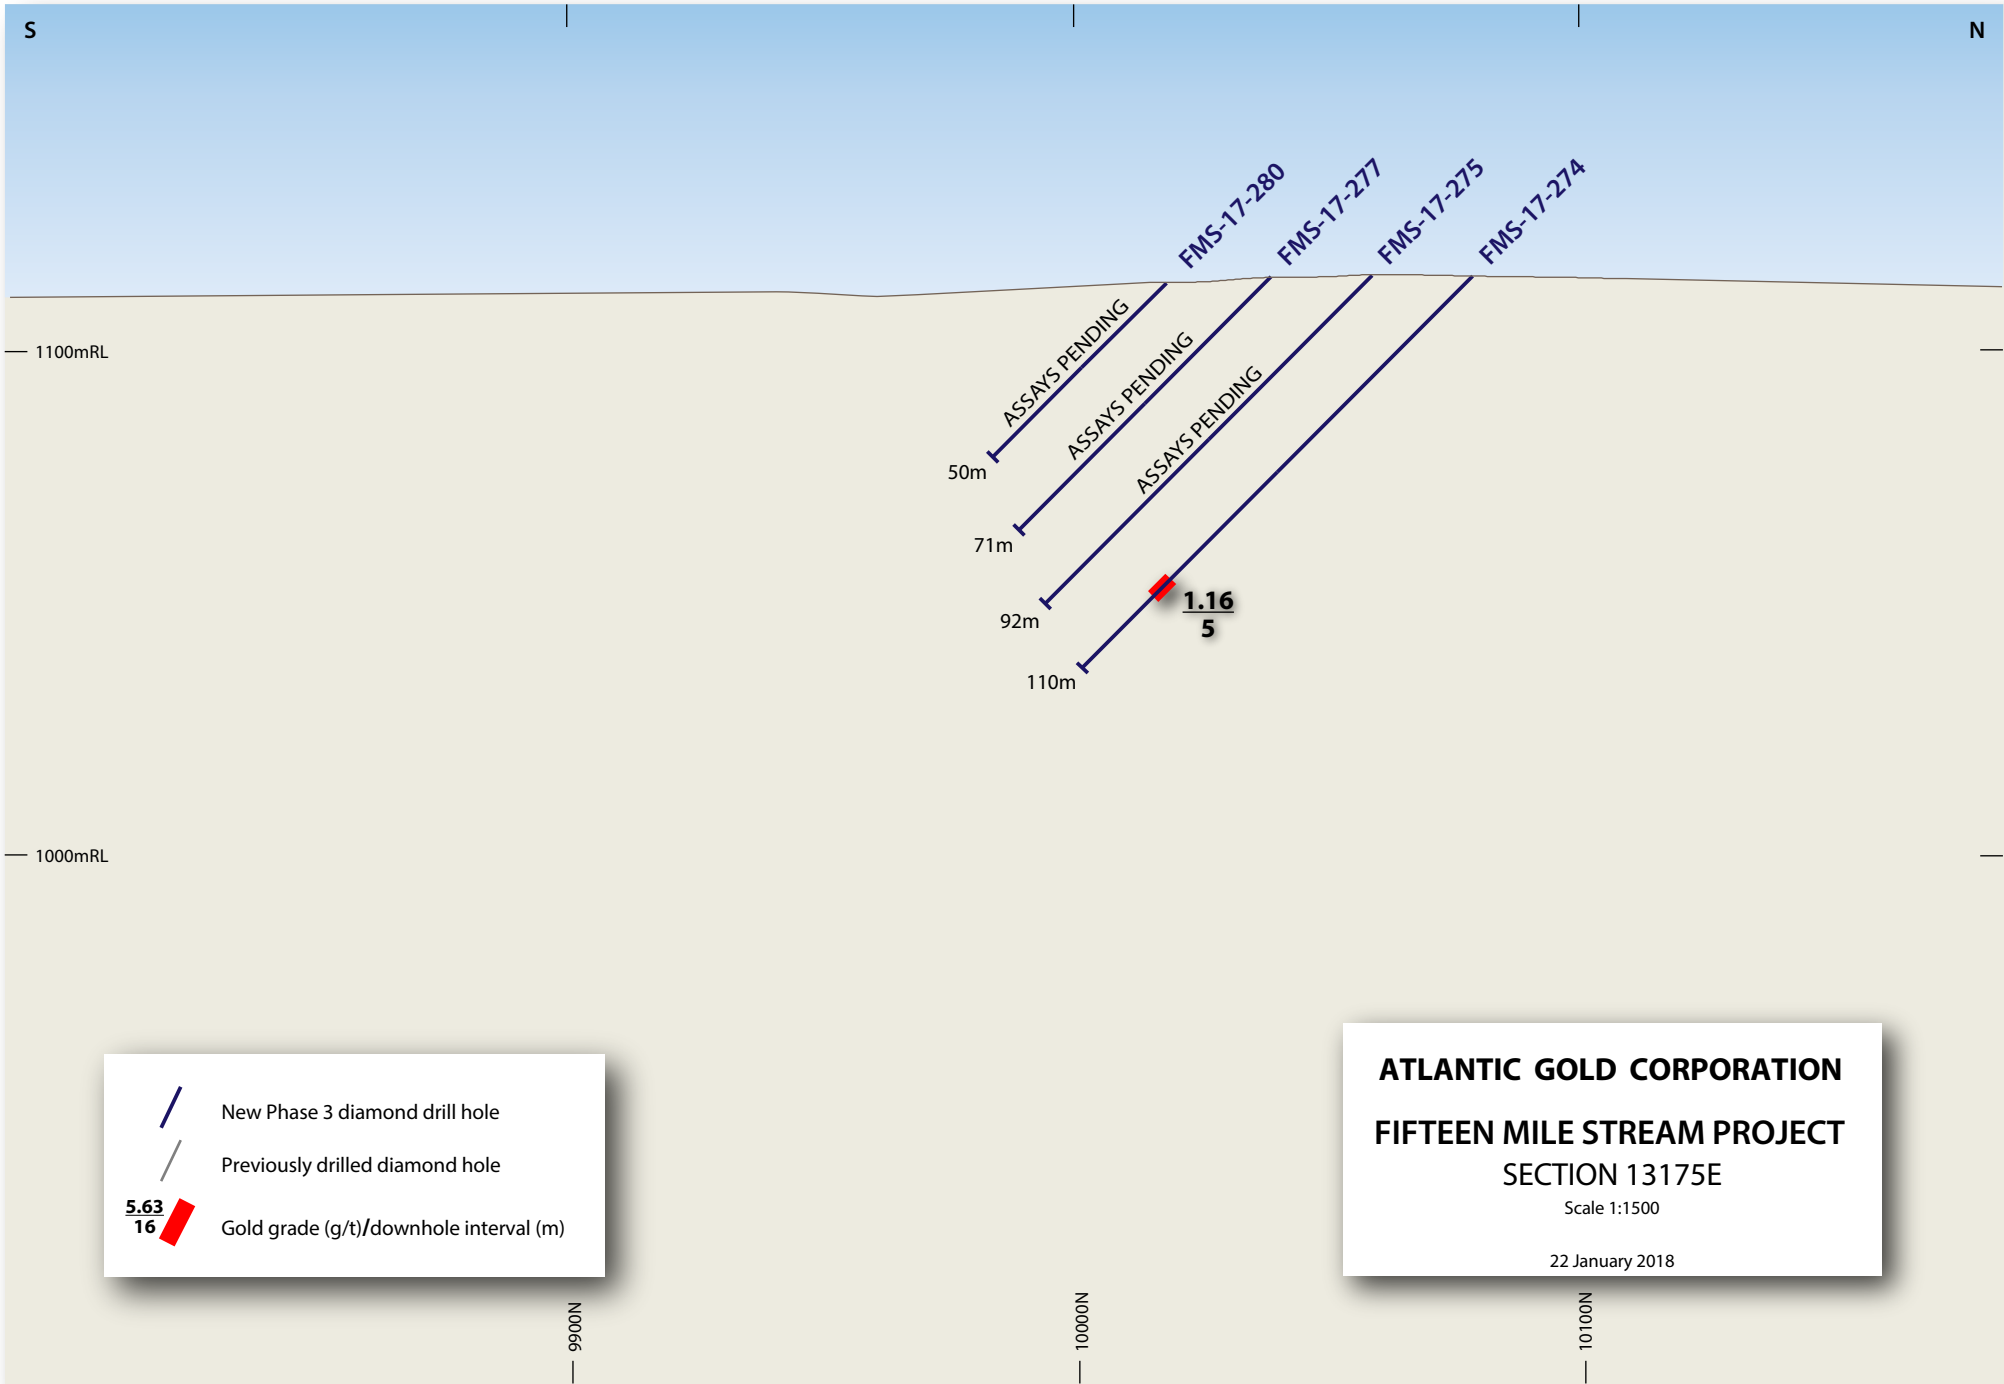 S
N
FMS-17-280
FMS-17-277
FMS-17-275
FMS-17-274
ASSAYS PENDING
ASSAYS PENDING
ASSAYS PENDING
1100mRL
50m
71m
92m
1.16
5
110m
1000mRL
New Phase 3 diamond drill hole
Previously drilled diamond hole
5.63
16
Gold grade (g/t)/downhole interval (m)
ATLANTIC GOLD CORPORATION
FIFTEEN MILE STREAM PROJECT
SECTION 13175E
Scale 1:1500
22 January 2018
9900N
10000N
10100N